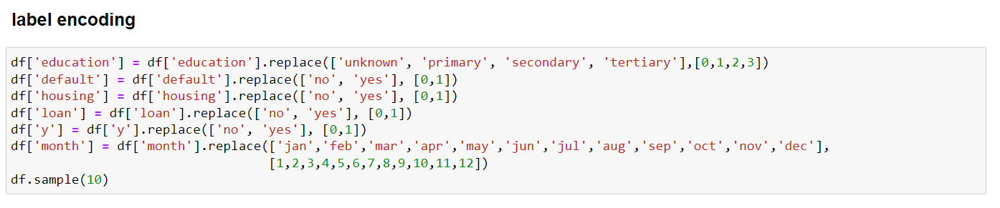 label encoding
df['education'] = df['education'].replace(['unknown', 'primary', 'secondary', 'tertiary'],[0,1,2,3])
df['default'] = df['default'].replace(['no', 'yes'], [0,1])
df['housing'] = df['housing'].replace(['no', 'yes'], [0,1])
df['loan'] = df['loan'].replace(['no', 'yes'], [0,1])
df['y'] = df['y'].replace(['no', 'yes'], [0,1])
df['month'] = df['month'].replace(['jan','feb','mar','apr','may','jun','jul','aug','sep','oct','nov','dec'],
[1,2,3,4,5,6,7,8,9,10,11,12])
df.sample(10)